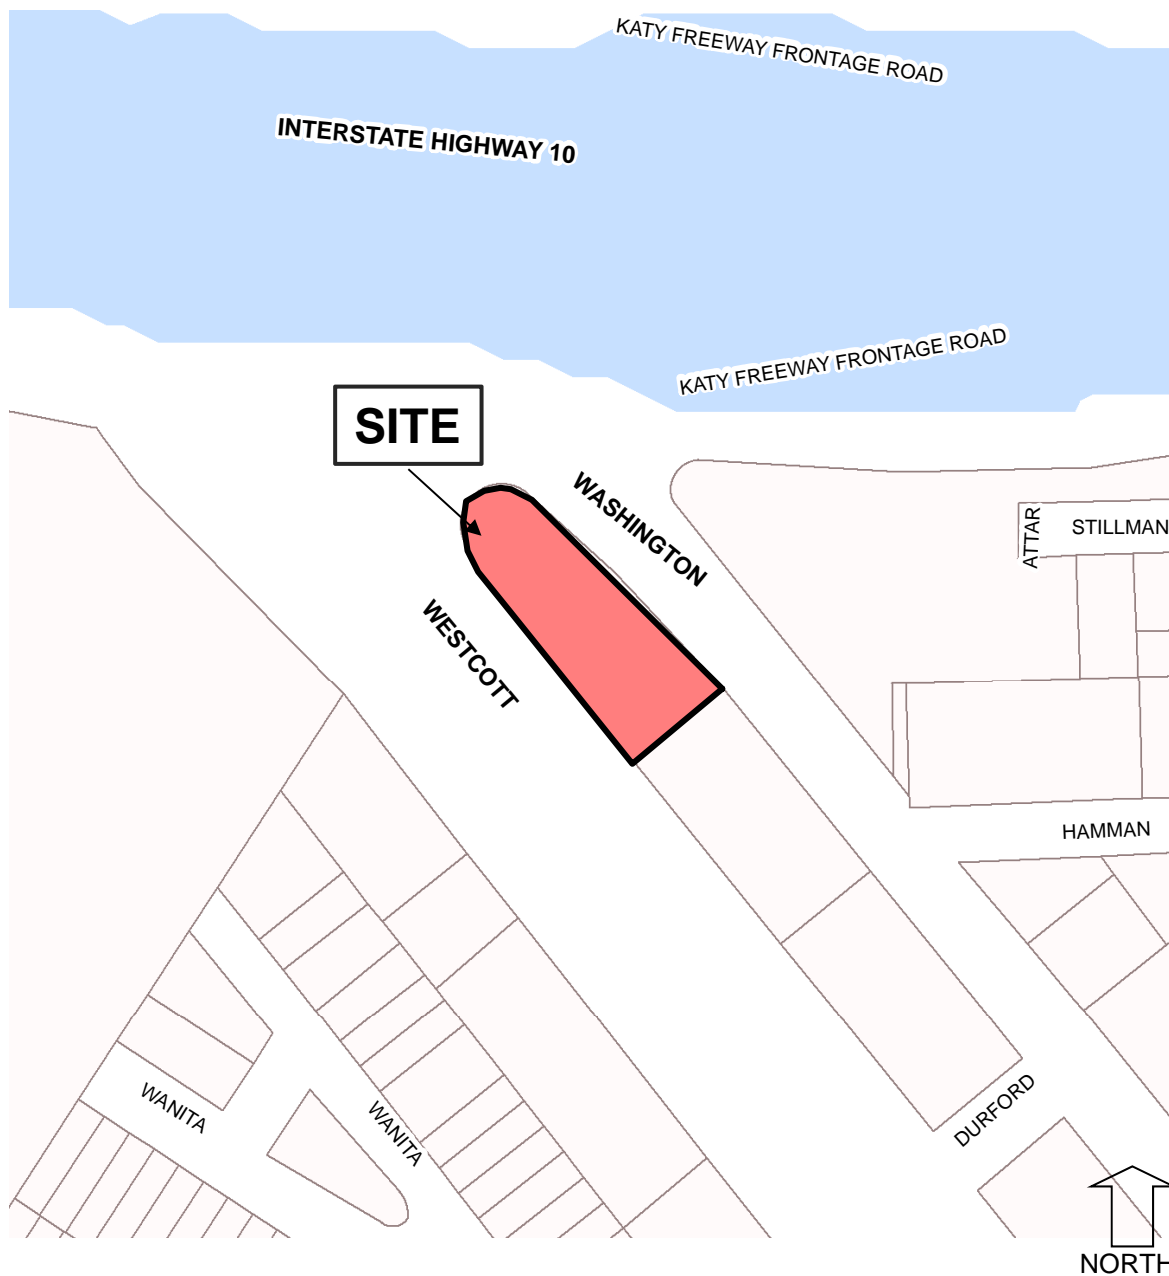 KATY FREEWAY FRONTAGE ROAD
INTERSTATE HIGHWAY 10
KATY FREEWAY FRONTAGE ROAD
SITE
WASHINGTON
ATTAR
STILLMAN
WESTCOTT
HAMMAN
WANITA
WANITA
DURFORD
NORTH